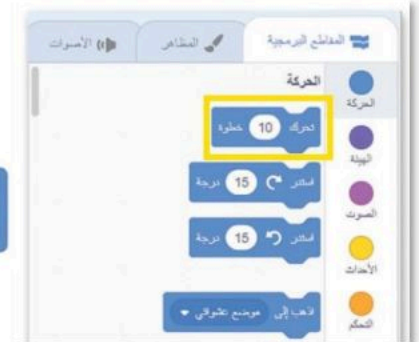 المقاطع البرمجية
المظاهر
الأصوات
الحركة
الهيئة
الصوت
الأحداث
التحكم
الحركة
تحرك 10 خطوة
استدر 15 درجة
استدر 15 درجة
اذهب إلى موضع عشوائي